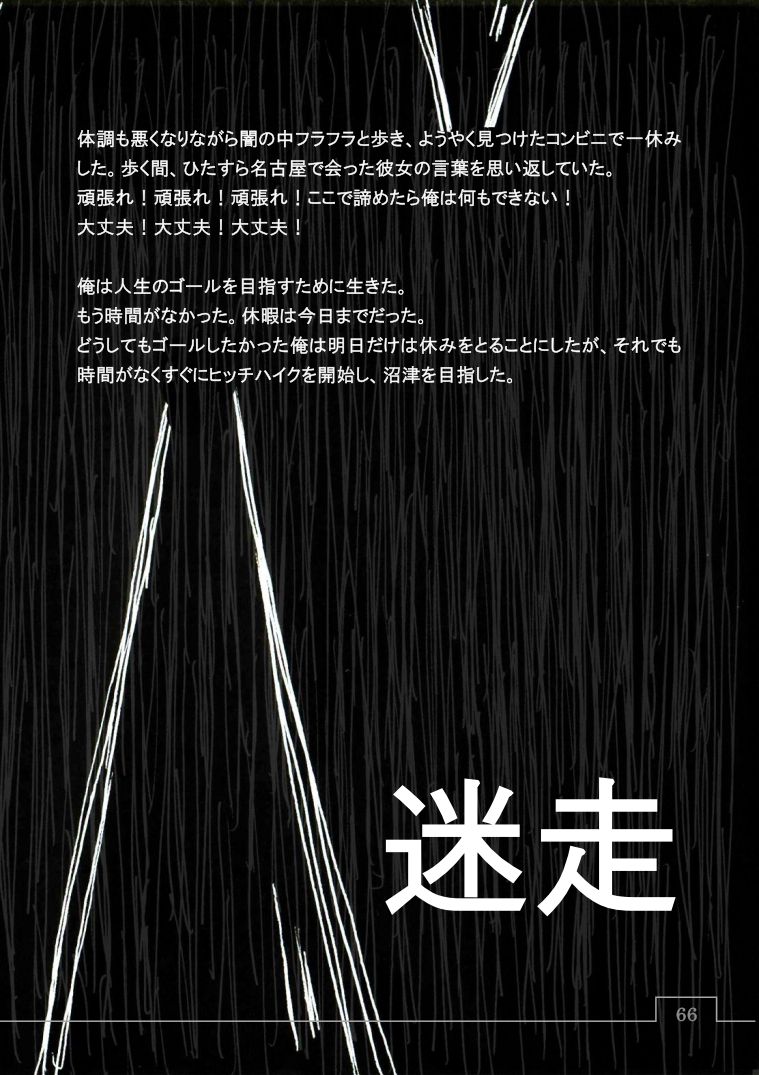 体調も悪くなりながら闇の中フラフラと歩き、ようやく見つけたコンビニで一休み
した。歩く間、ひたすら名古屋で会った彼女の言葉を思い返していた。
頑張れ！頑張れ！頑張れ！ここで諦めたら俺は何もできない！
大丈夫！大丈夫！大丈夫！
俺は人生のゴールを目指すために生きた。
もう時間がなかった。休暇は今日までだった。
どうしてもゴールしたかった俺は明日だけは休みをとることにしたが、それでも
時間がなくすぐにヒッチハイクを開始し、沼津を目指した。
迷走
66